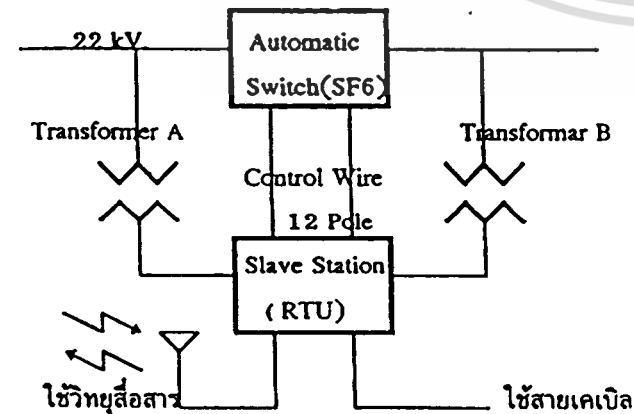 22 kV.
Automatic
Switch(SF6)
Transformer A
Transformar B
Control Wire
12 Pole
Slave Station
(RTU)
ใช้วิทยุสื่อสาร
ใช้สายเคเบิล